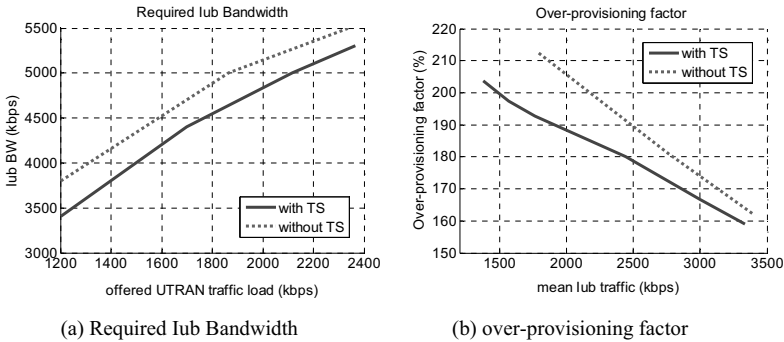 Required Iub Bandwidth
5500
5000
4500
4000
3500
3000
Iub BW (kbps)
with TS
without TS
1200 1400 1600 1800 2000 2200 2400
offered UTRAN traffic load (kbps)
(a) Required Iub Bandwidth
Over-provisioning factor
220
210
200
190
180
170
160
150
Over-provisioning factor (%)
with TS
without TS
1500 2000 2500 3000 3500
mean Iub traffic (kbps)
(b) over-provisioning factor